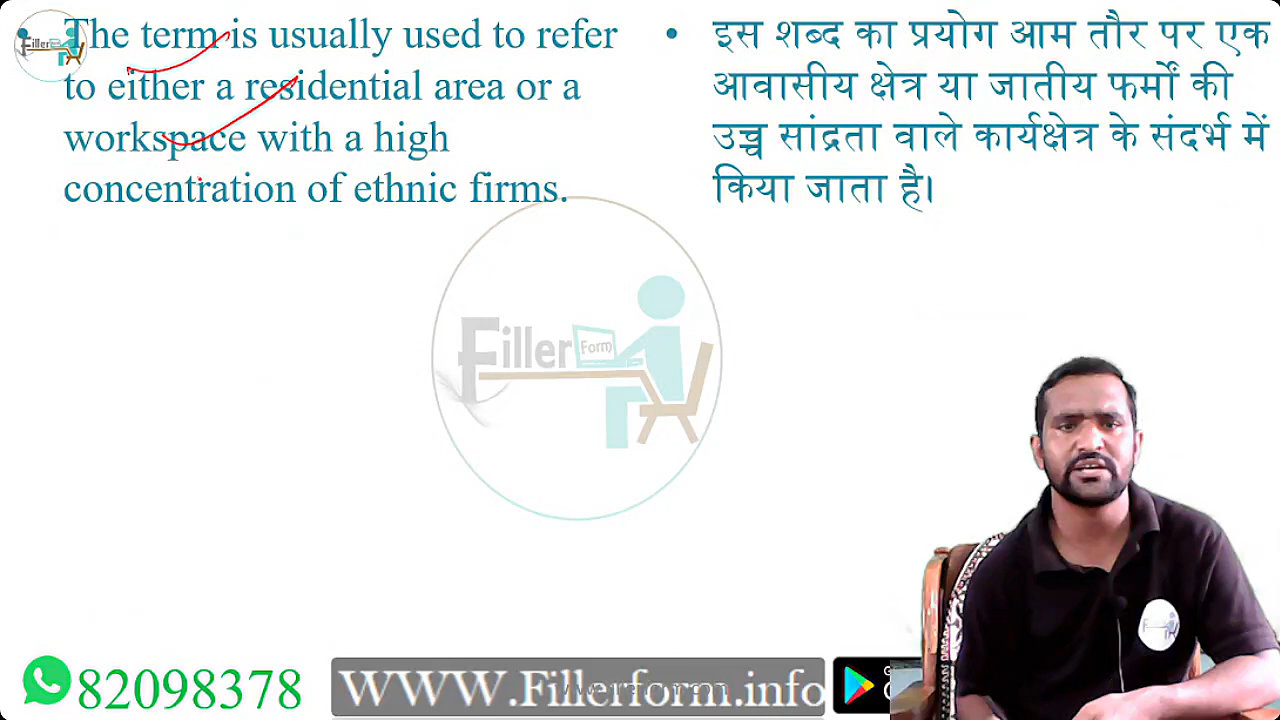 The term is usually used to refer
to either a residential area or a
workspace with a high
concentration of ethnic firms.
• इस शब्द का प्रयोग आम तौर पर एक
आवासीय क्षेत्र या जातीय फर्मों की
उच्च सांद्रता वाले कार्यक्षेत्र के संदर्भ में
किया जाता है।
Filler Form
82098378
WWW.Fillerform.info